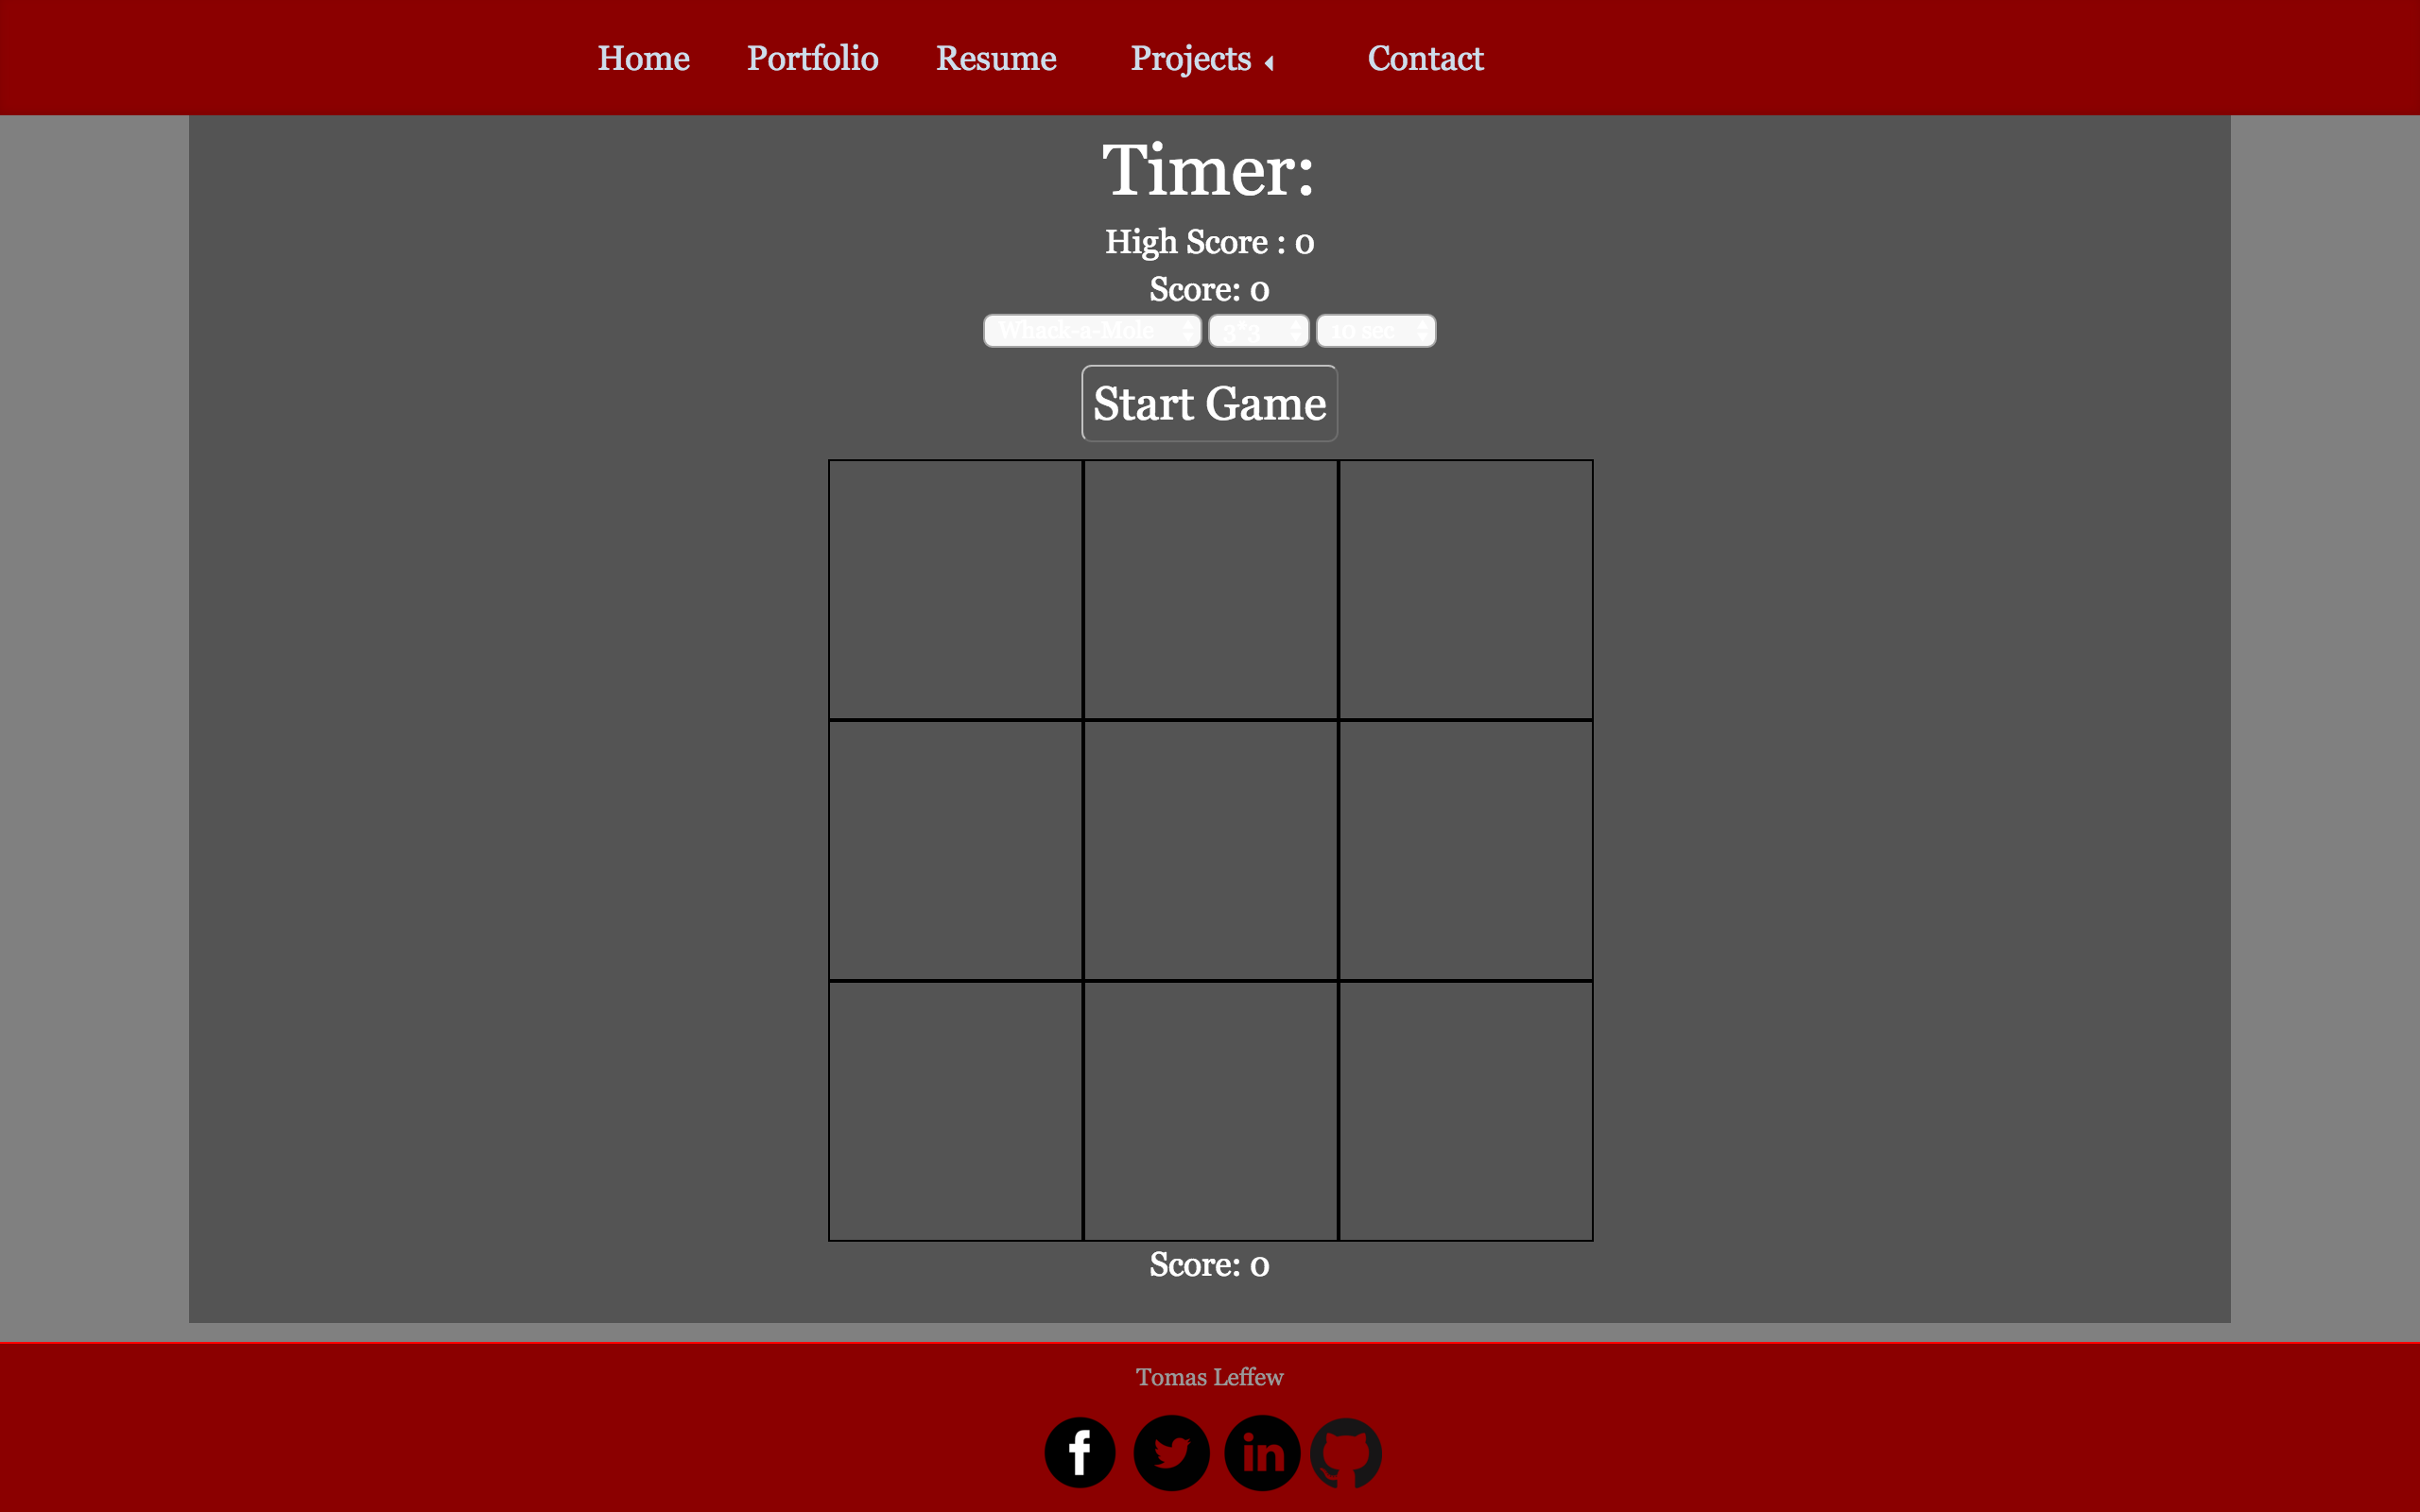 Home Portfolio Resume Projects Contact
Timer:
High Score : 0
Score: 0
Whack-a-Mole 3*3 10 sec
Start Game
Score: 0
Tomas Leffew